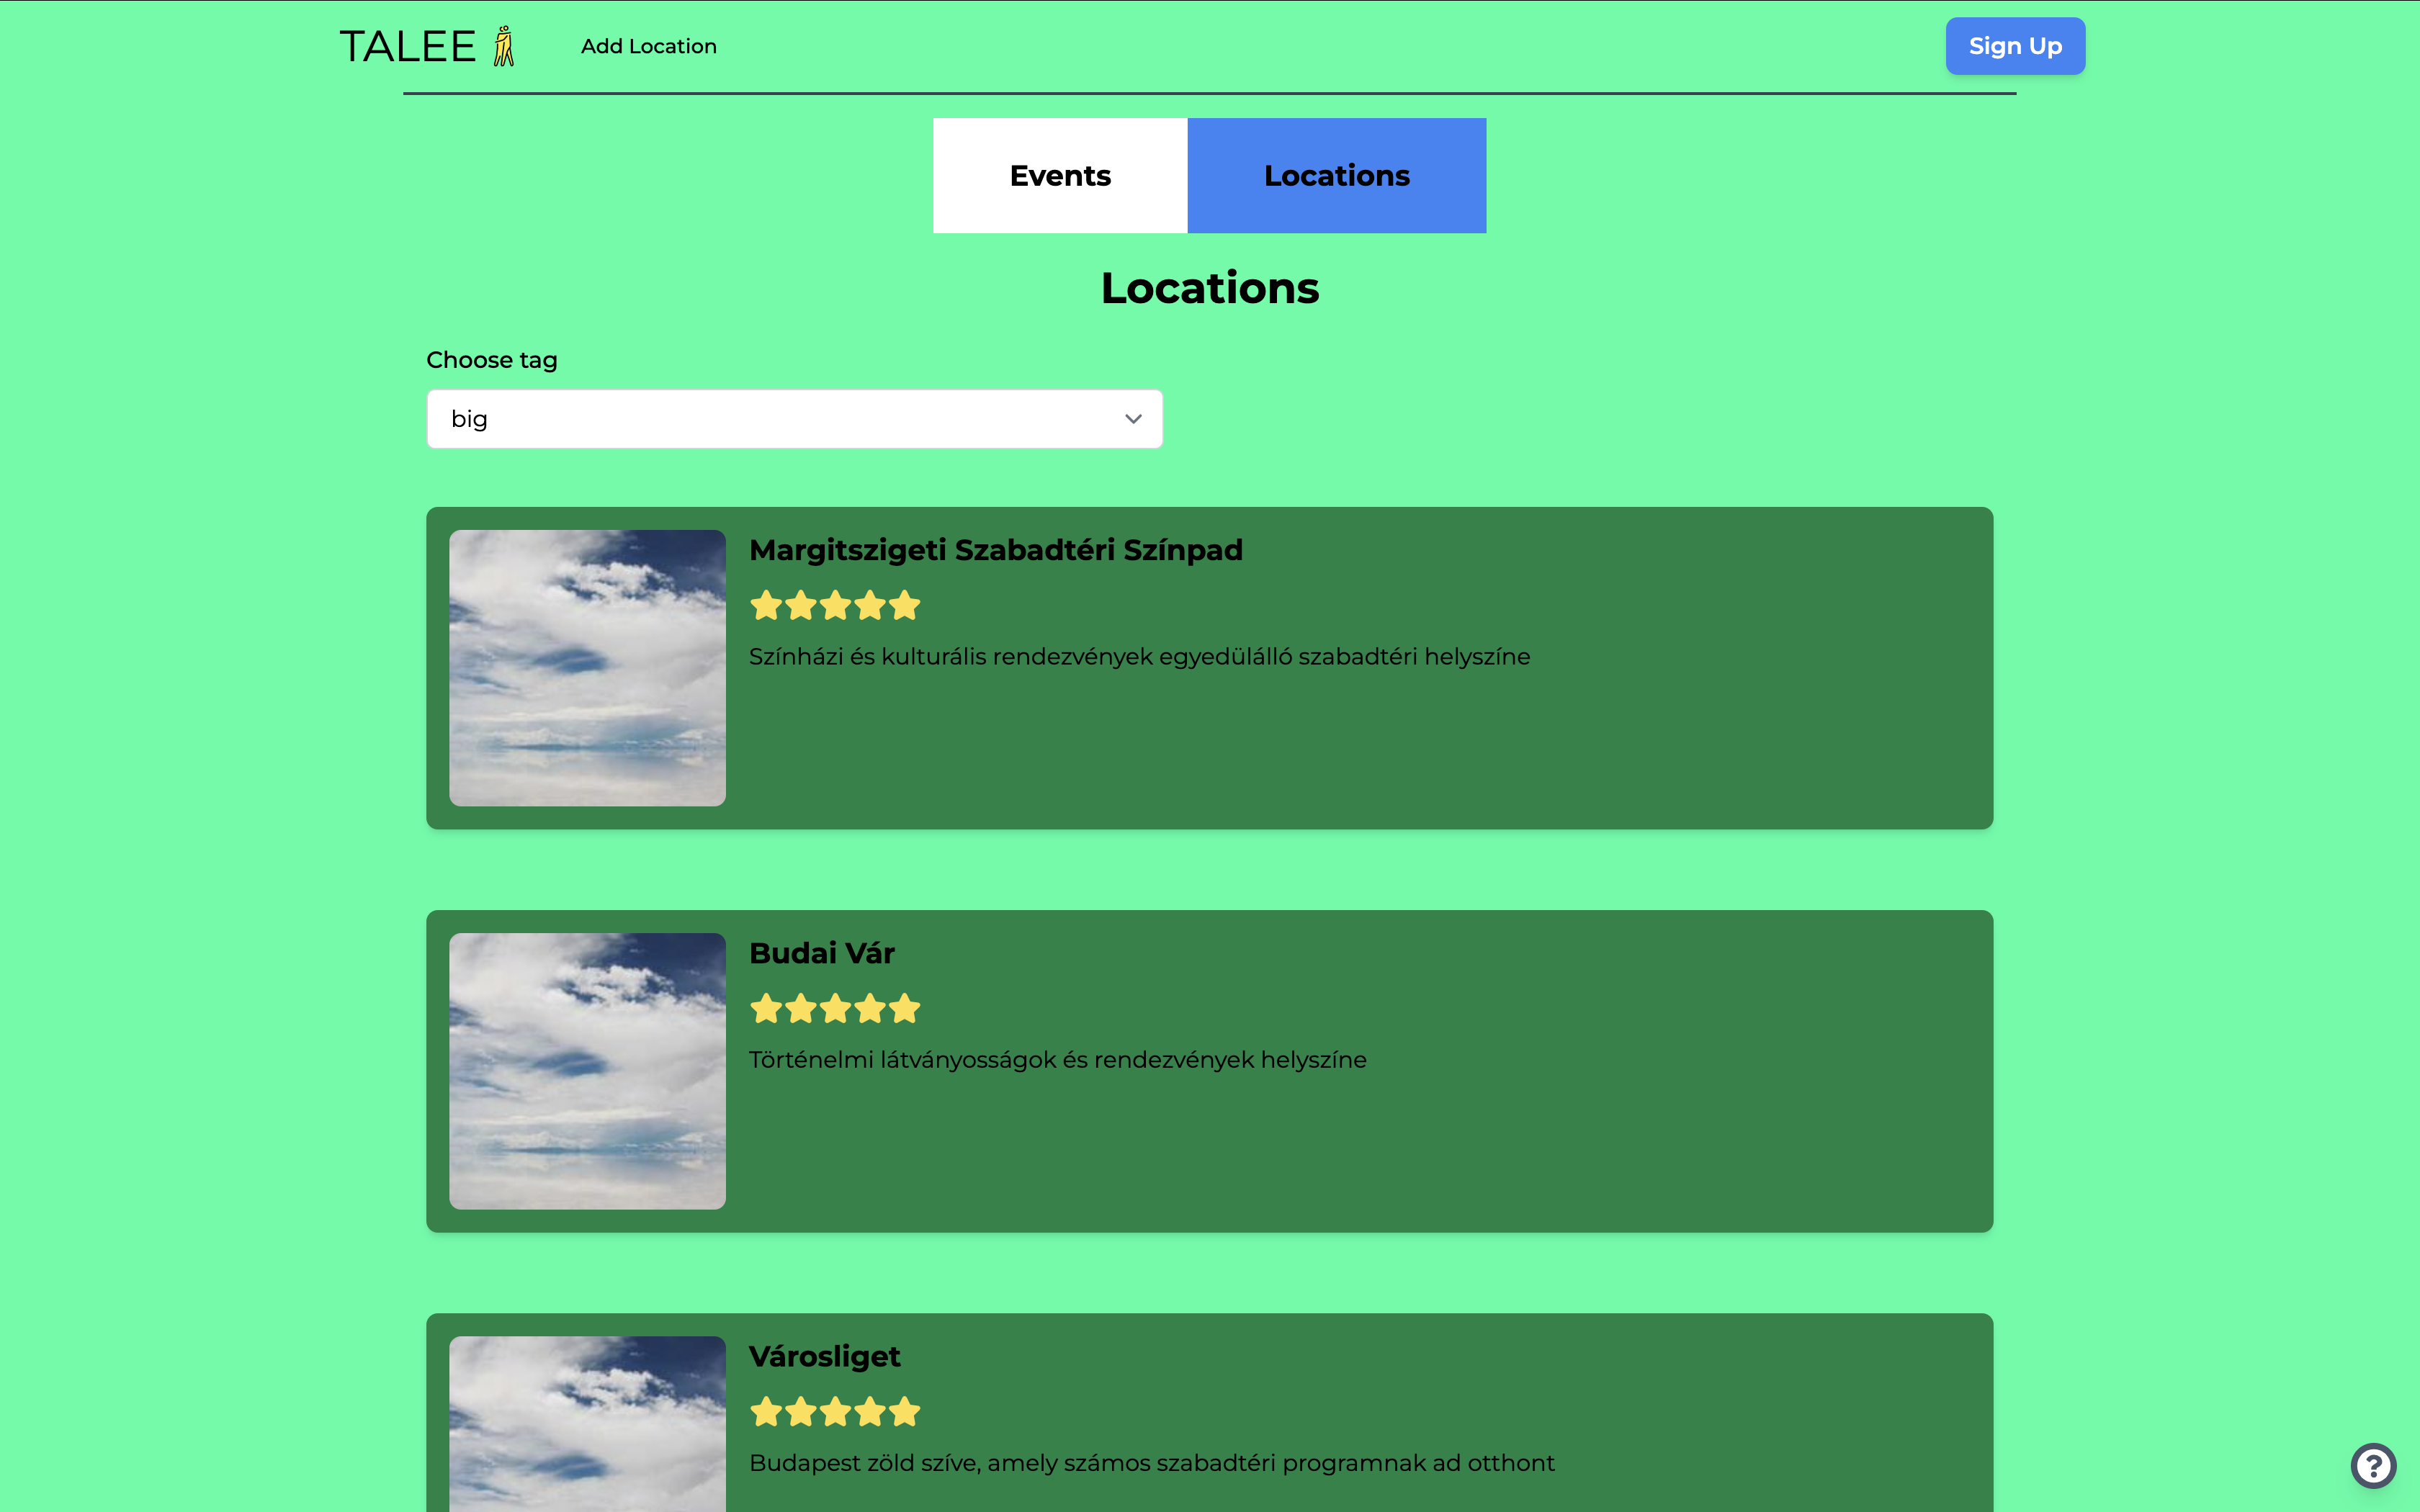 TALEE
Add Location
Sign Up
Events
Locations
Locations
Choose tag
big
Margitszigeti Szabadtéri Színpad
Színházi és kulturális rendezvények egyedülálló szabadtéri helyszíne
Budai Vár
Történelmi látványosságok és rendezvények helyszíne
Városliget
Budapest zöld szíve, amely számos szabadtéri programnak ad otthont
?